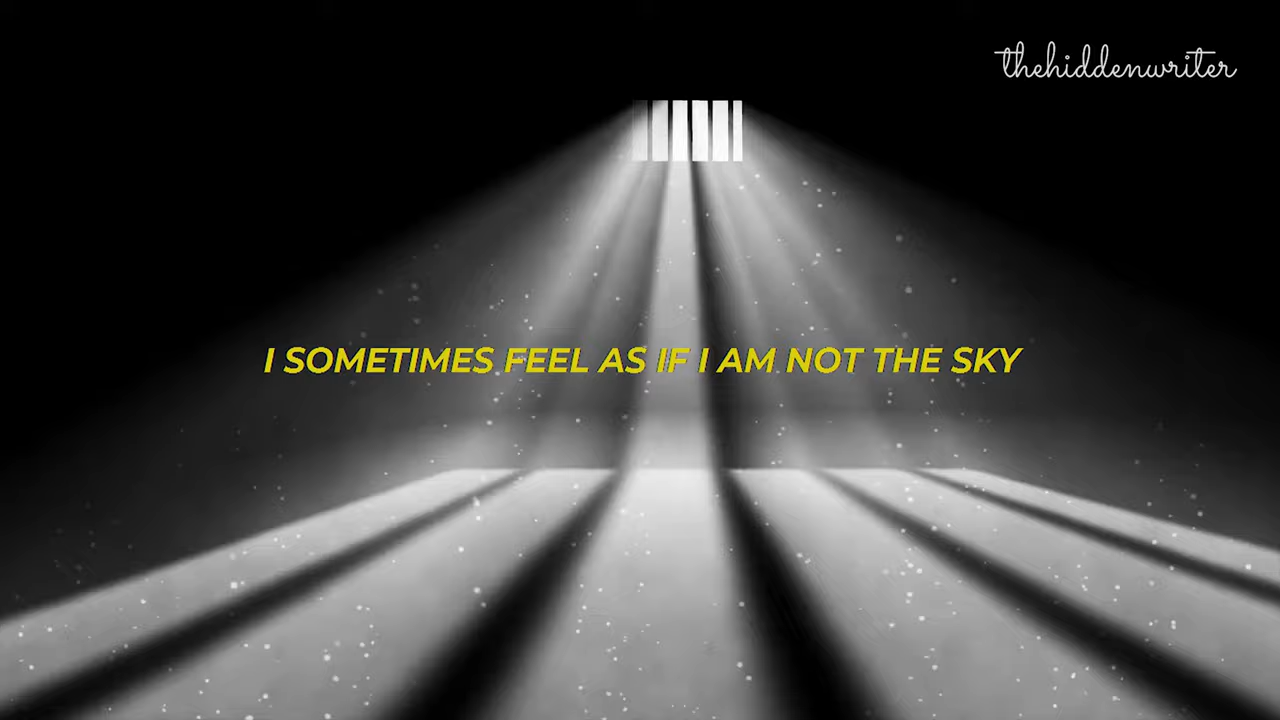 thehiddenwriter
I SOMETIMES FEEL AS IF I AM NOT THE SKY